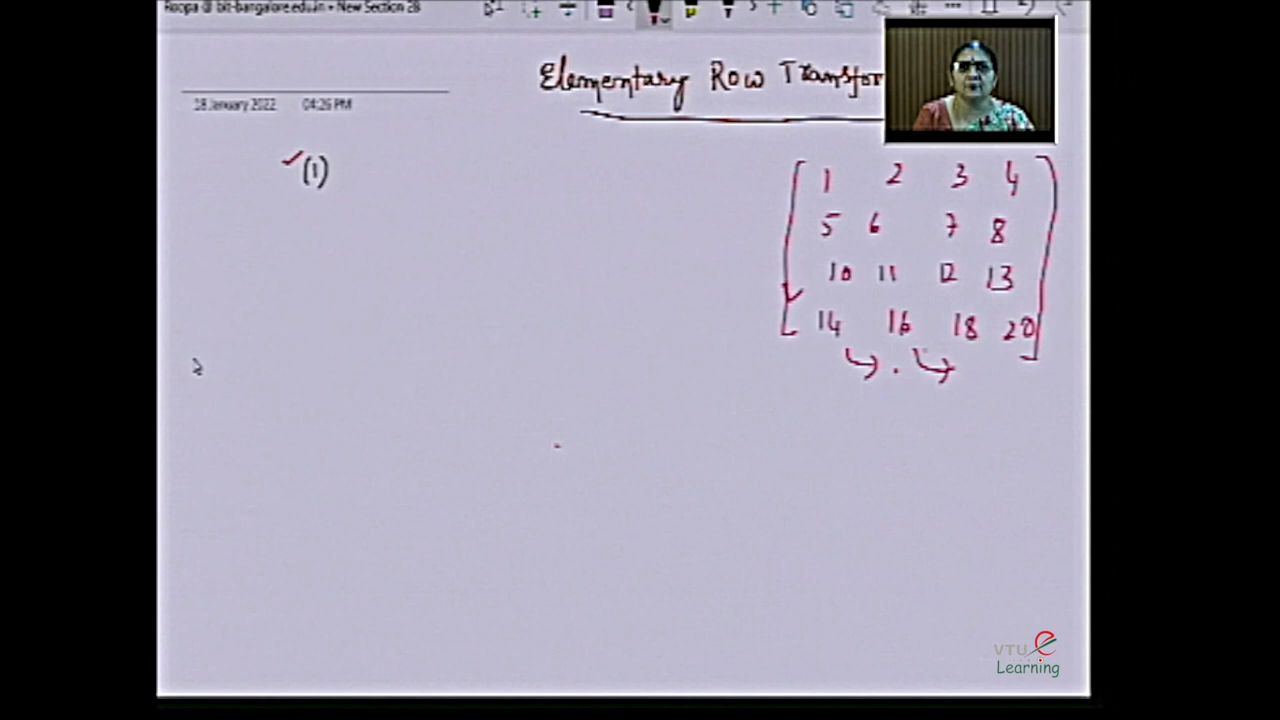 Roopa @ bit-bangalore.edu.in • New Section 28
Elementary Row Transfor
18 January 2022 04:26 PM
(1)
1 2 3 4
5 6 7 8
10 11 12 13
14 16 18 20
VTU e
Learning